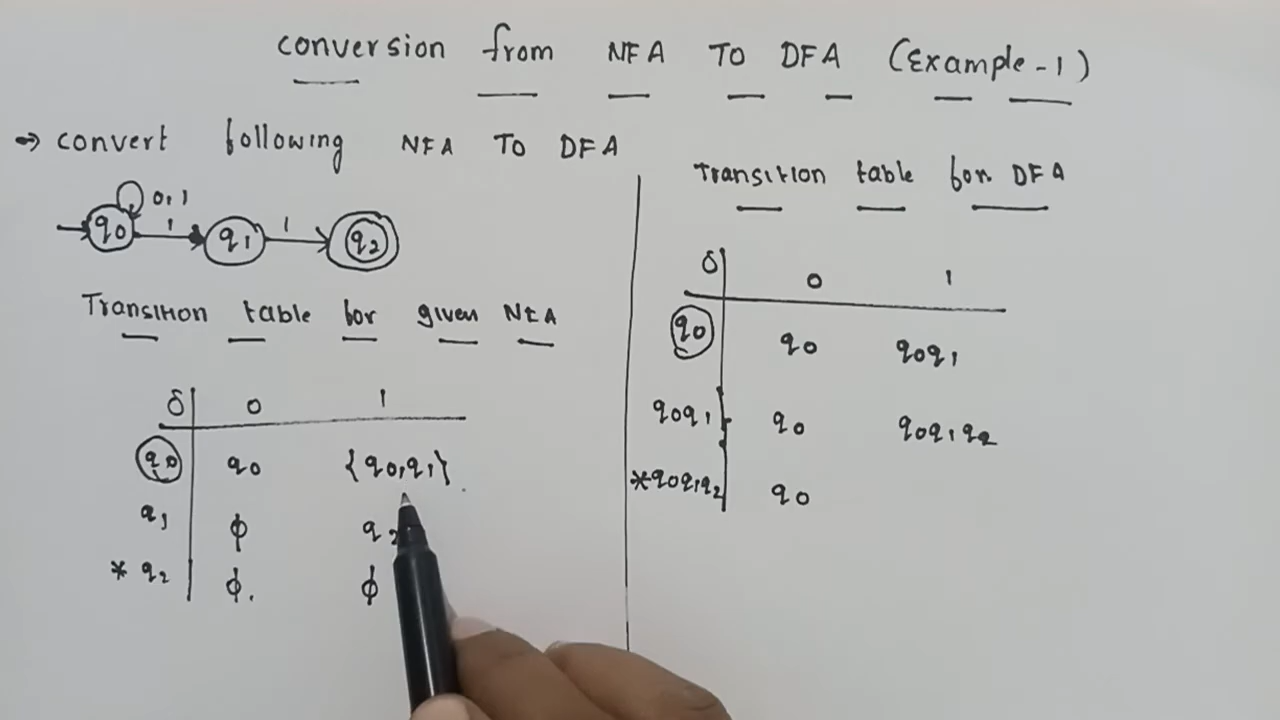 conversion from NFA TO DFA (Example-1)
→ convert following NFA TO DFA
0,1
q0 1 q1 1 q2
Transition table for given NFA
δ 0 1
q0 q0 {q0,q1}
q1 ϕ q2
* q2 ϕ. ϕ
Transition table for DFA
δ 0 1
q0 q0 q0q1
q0q1 q0 q0q1q2
*q0q1q2 q0